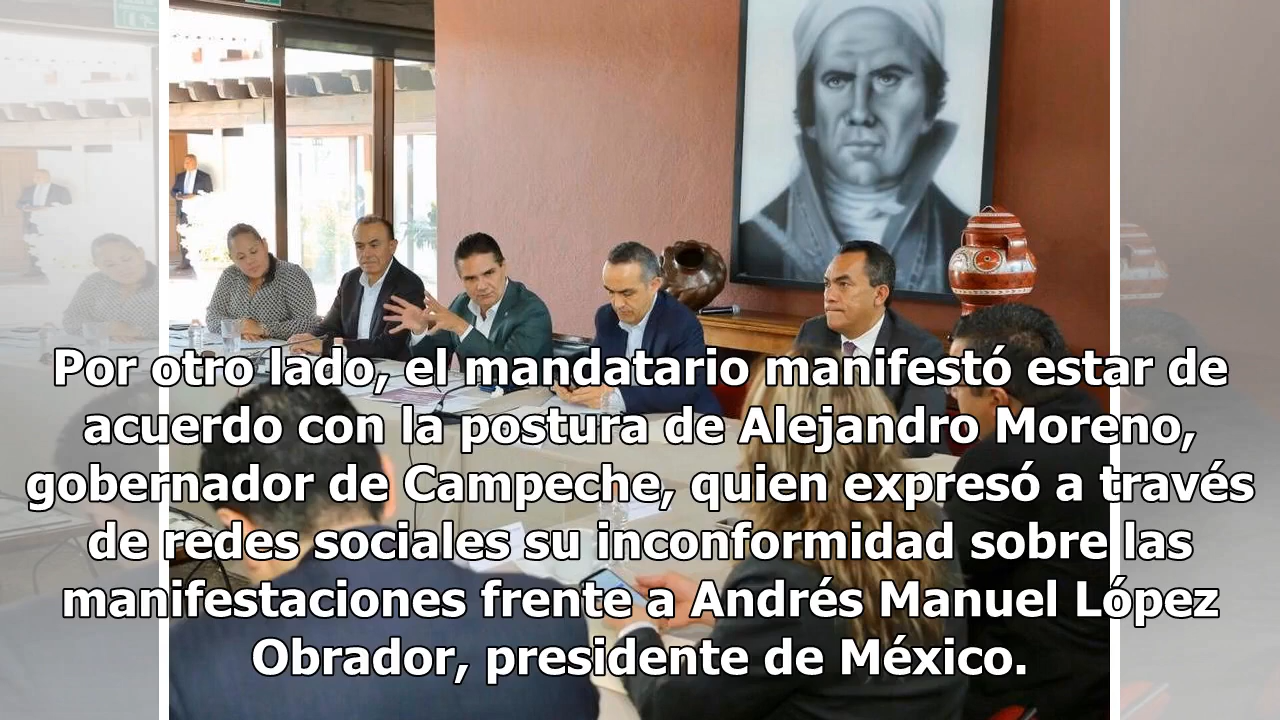 Por otro lado, el mandatario manifestó estar de
acuerdo con la postura de Alejandro Moreno,
gobernador de Campeche, quien expresó a través
de redes sociales su inconformidad sobre las
manifestaciones frente a Andrés Manuel López
Obrador, presidente de México.